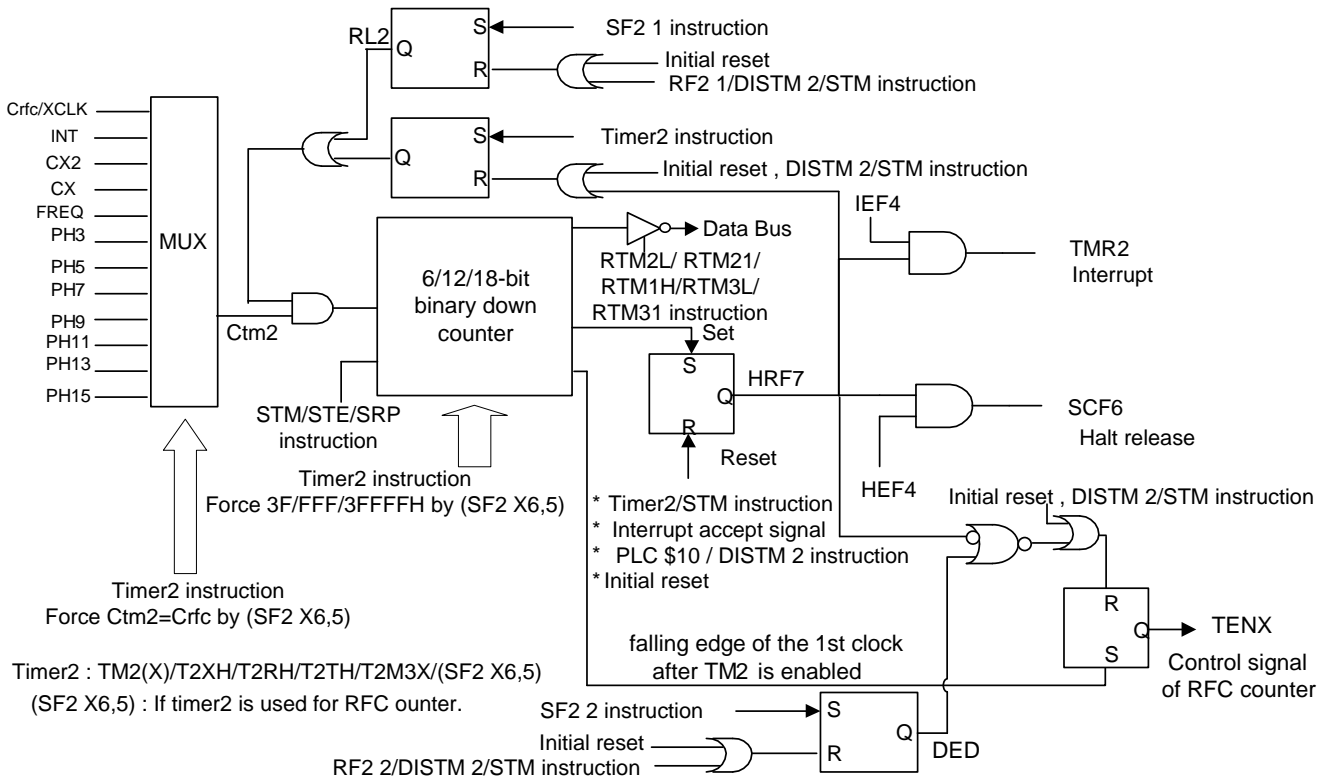 SF2 1 instruction
RL2
S
Q
R
Initial reset
RF2 1/DISTM 2/STM instruction
Crfc/XCLK
INT
CX2
CX
FREQ
PH3
PH5
PH7
PH9
PH11
PH13
PH15
MUX
S
Q
R
Timer2 instruction
Initial reset , DISTM 2/STM instruction
IEF4
TMR2
Interrupt
Data Bus
RTM2L/ RTM21/
RTM1H/RTM3L/
RTM31 instruction
6/12/18-bit
binary down
counter
Ctm2
Set
S
Q
R
HRF7
Reset
SCF6
Halt release
HEF4
STM/STE/SRP
instruction
Timer2 instruction
Force 3F/FFF/3FFFFH by (SF2 X6,5)
* Timer2/STM instruction
* Interrupt accept signal
* PLC $10 / DISTM 2 instruction
* Initial reset
Initial reset , DISTM 2/STM instruction
Timer2 instruction
Force Ctm2=Crfc by (SF2 X6,5)
R
Q
S
TENX
Control signal
of RFC counter
falling edge of the 1st clock
after TM2 is enabled
Timer2 : TM2(X)/T2XH/T2RH/T2TH/T2M3X/(SF2 X6,5)
(SF2 X6,5) : If timer2 is used for RFC ounter.
SF2 2 instruction
S
Q
R
DED
Initial reset
RF2 2/DISTM 2/STM instruction